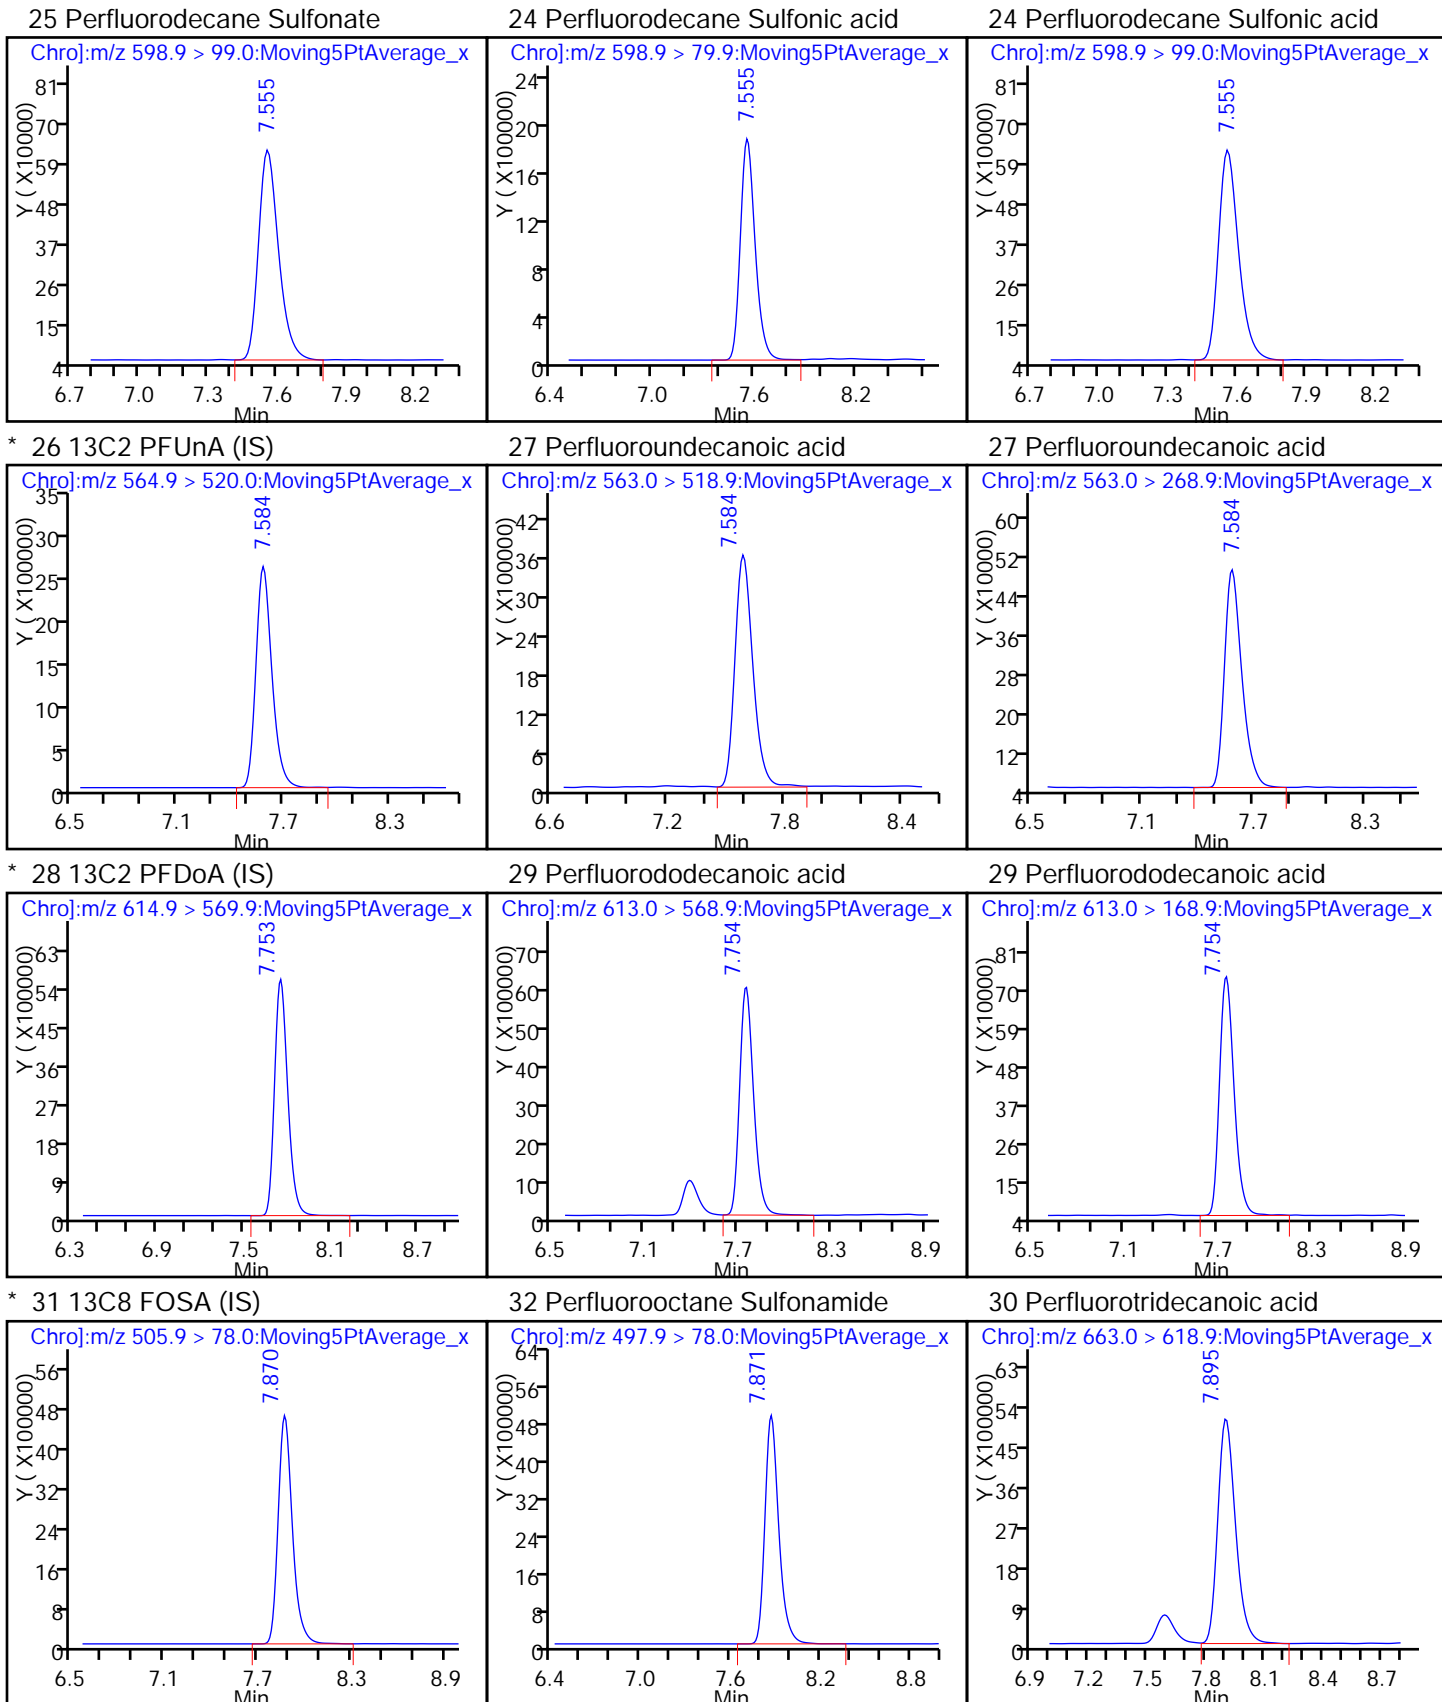 25 Perfluorodecane Sulfonate
24 Perfluorodecane Sulfonic acid
24 Perfluorodecane Sulfonic acid
Chro]:m/z 598.9 > 99.0:Moving5PtAverage_x
Y ( X10000)
81
70
59
48
37
26
15
4
7.555
6.7 7.0 7.3 7.6 7.9 8.2
Min
Chro]:m/z 598.9 > 79.9:Moving5PtAverage_x
Y ( X100000)
24
20
16
12
8
4
0
7.555
6.4 7.0 7.6 8.2
Min
Chro]:m/z 598.9 > 99.0:Moving5PtAverage_x
Y ( X10000)
81
70
59
48
37
26
15
4
7.555
6.7 7.0 7.3 7.6 7.9 8.2
Min
* 26 13C2 PFUnA (IS)
27 Perfluoroundecanoic acid
27 Perfluoroundecanoic acid
Chro]:m/z 564.9 > 520.0:Moving5PtAverage_x
Y ( X100000)
35
30
25
20
15
10
5
0
7.584
6.5 7.1 7.7 8.3
Min
Chro]:m/z 563.0 > 518.9:Moving5PtAverage_x
Y ( X100000)
42
36
30
24
18
12
6
0
7.584
6.6 7.2 7.8 8.4
Min
Chro]:m/z 563.0 > 268.9:Moving5PtAverage_x
Y ( X10000)
60
52
44
36
28
20
12
4
7.584
6.5 7.1 7.7 8.3
Min
* 28 13C2 PFDoA (IS)
29 Perfluorododecanoic acid
29 Perfluorododecanoic acid
Chro]:m/z 614.9 > 569.9:Moving5PtAverage_x
Y ( X100000)
63
54
45
36
27
18
9
0
7.753
6.3 6.9 7.5 8.1 8.7
Min
Chro]:m/z 613.0 > 568.9:Moving5PtAverage_x
Y ( X100000)
70
60
50
40
30
20
10
0
7.754
6.5 7.1 7.7 8.3 8.9
Min
Chro]:m/z 613.0 > 168.9:Moving5PtAverage_x
Y ( X10000)
81
70
59
48
37
26
15
4
7.754
6.5 7.1 7.7 8.3 8.9
Min
* 31 13C8 FOSA (IS)
32 Perfluorooctane Sulfonamide
30 Perfluorotridecanoic acid
Chro]:m/z 505.9 > 78.0:Moving5PtAverage_x
Y ( X100000)
56
48
40
32
24
16
8
0
7.870
6.5 7.1 7.7 8.3 8.9
Min
Chro]:m/z 497.9 > 78.0:Moving5PtAverage_x
Y ( X100000)
64
56
48
40
32
24
16
8
0
7.871
6.4 7.0 7.6 8.2 8.8
Min
Chro]:m/z 663.0 > 618.9:Moving5PtAverage_x
Y ( X100000)
63
54
45
36
27
18
9
0
7.895
6.9 7.2 7.5 7.8 8.1 8.4 8.7
Min